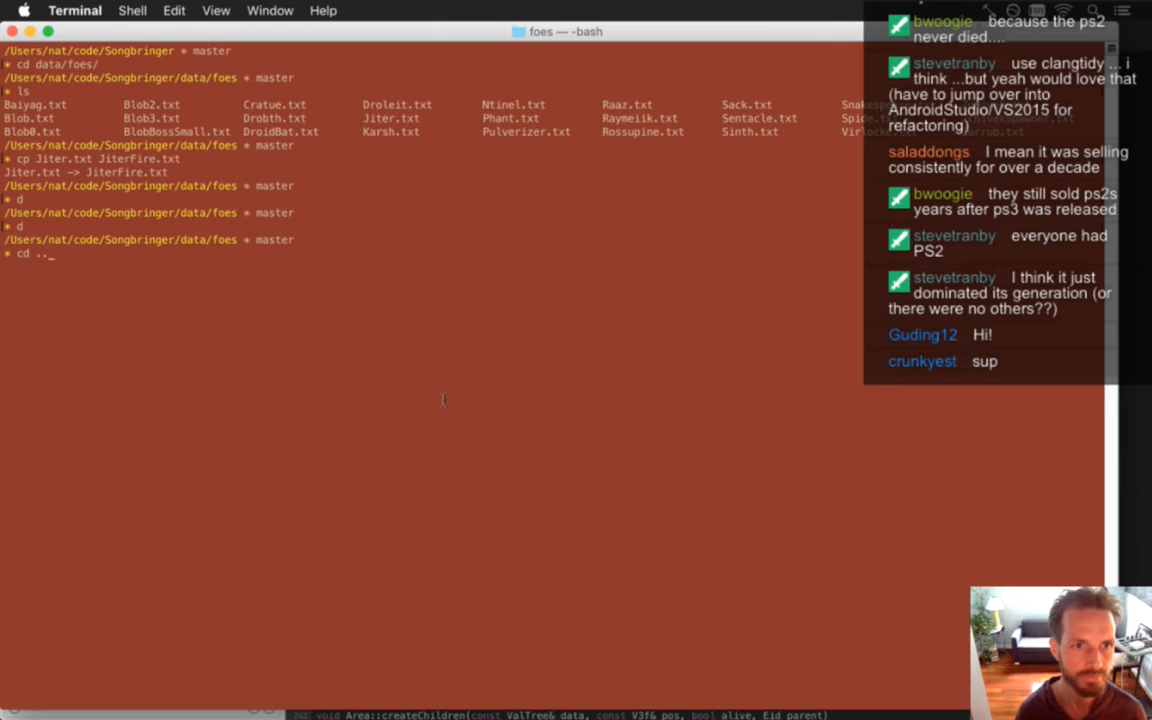 Terminal Shell Edit View Window Help
foes — -bash
/Users/nat/code/Songbringer * master
* cd data/foes/
/Users/nat/code/Songbringer/data/foes * master
* ls
Baiyag.txt Blob2.txt Cratue.txt Droleit.txt Ntinel.txt Raaz.txt Sack.txt
Blob.txt Blob3.txt Drobth.txt Jiter.txt Phant.txt Raymeiik.txt Sentacle.txt
Blob0.txt BlobBossSmall.txt DroidBat.txt Karsh.txt Pulverizer.txt Rossupine.txt Sinth.txt
/Users/nat/code/Songbringer/data/foes * master
* cp Jiter.txt JiterFire.txt
Jiter.txt -> JiterFire.txt
/Users/nat/code/Songbringer/data/foes * master
* d
/Users/nat/code/Songbringer/data/foes * master
* d
/Users/nat/code/Songbringer/data/foes * master
* cd .._
bwoogie because the ps2
never died....
stevetranby use clangtidy ... i
think ...but yeah would love that
(have to jump over into
AndroidStudio/VS2015 for
refactoring)
saladdongs I mean it was selling
consistently for over a decade
bwoogie they still sold ps2s
years after ps3 was released
stevetranby everyone had
PS2
stevetranby I think it just
dominated its generation (or
there were no others??)
Guding12 Hi!
crunkyest sup
void Area::createChildren(const ValTree& data, const V3f& pos, bool alive, Eid parent)